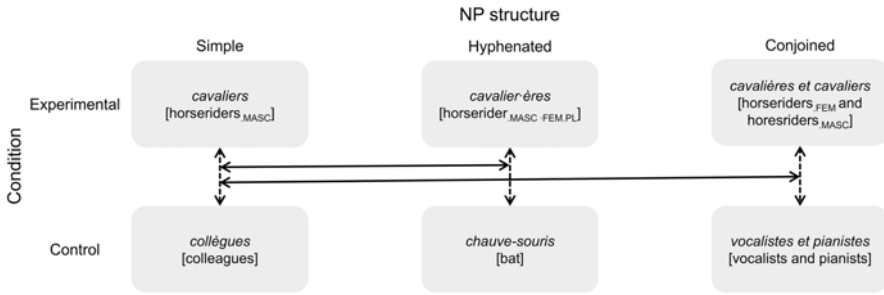 NP structure
Simple Hyphenated Conjoined
Condition
Experimental
cavaliers
[horseriders.MASC]
cavalier·ères
[horserider.MASC ·FEM.PL]
cavalières et cavaliers
[horseriders.FEM and
horesriders.MASC]
Control
collègues
[colleagues]
chauve-souris
[bat]
vocalistes et pianistes
[vocalists and pianists]